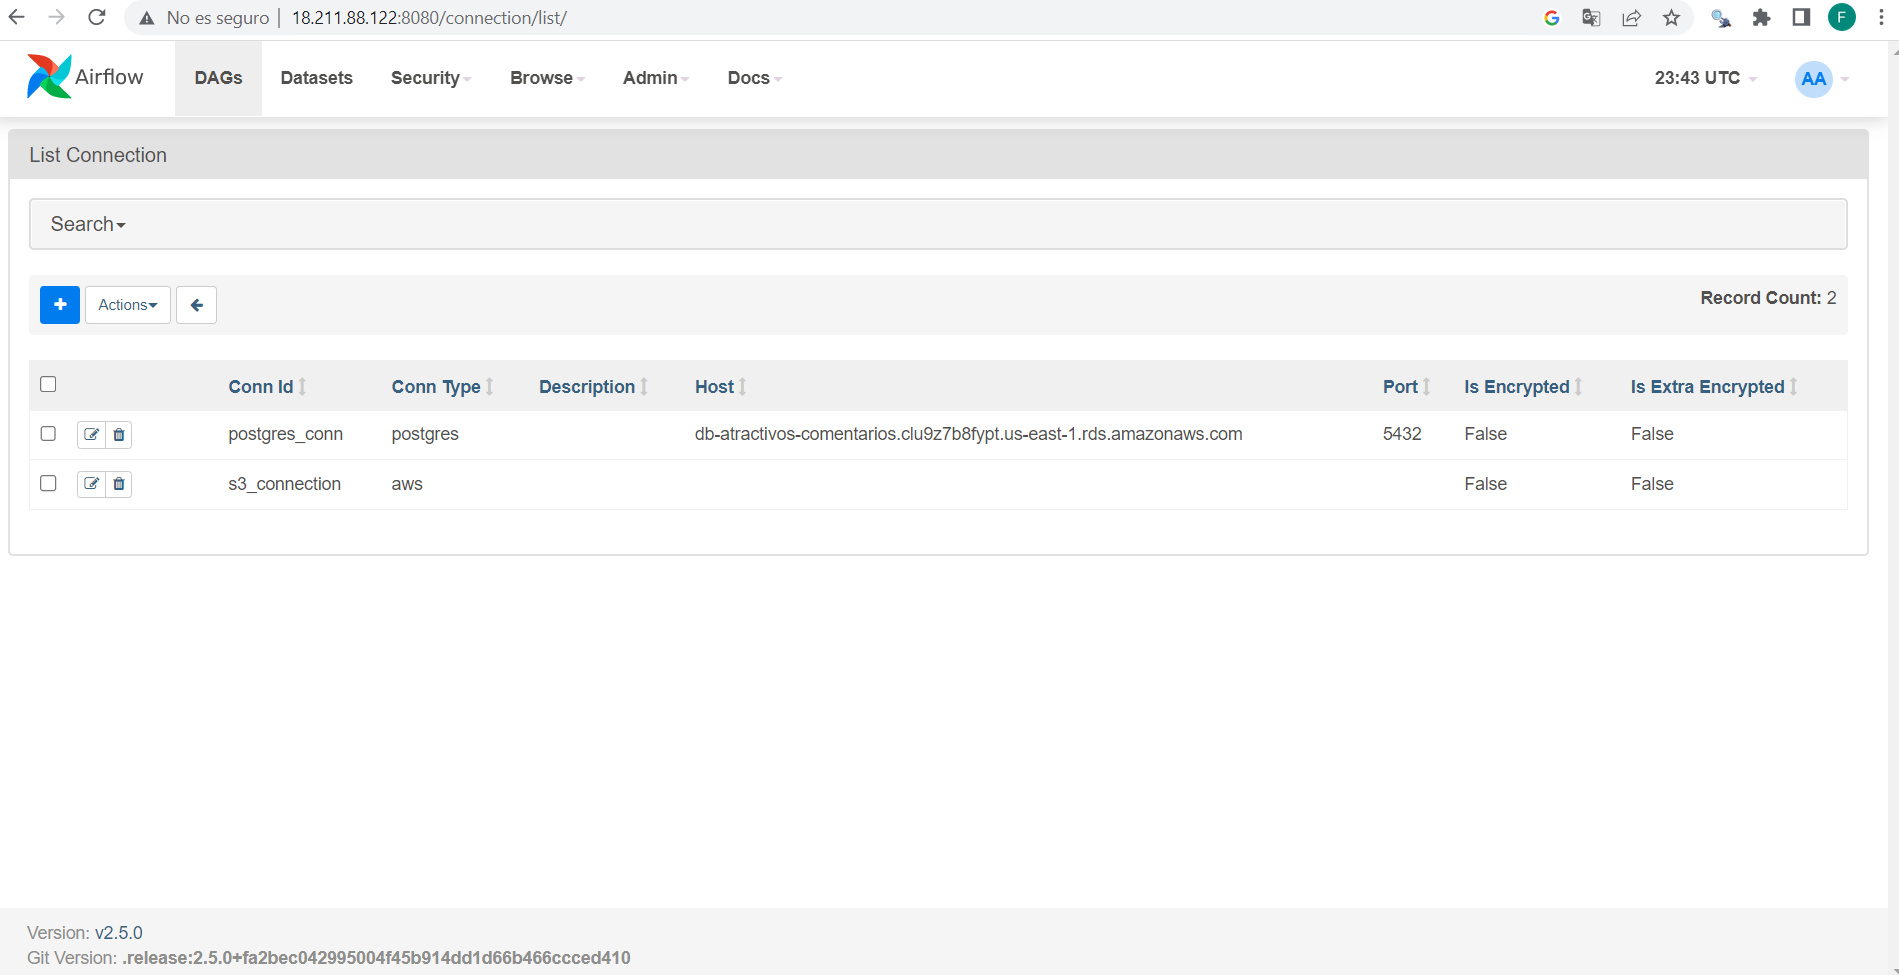 No es seguro | 18.211.88.122:8080/connection/list/ F
Airflow DAGs Datasets Security Browse Admin Docs 23:43 UTC AA
List Connection
Search
+ Actions Record Count: 2
Conn Id Conn Type Description Host Port Is Encrypted Is Extra Encrypted
postgres_conn postgres db-atractivos-comentarios.clu9z7b8fypt.us-east-1.rds.amazonaws.com 5432 False False
s3_connection aws False False
Version: v2.5.0
Git Version: .release:2.5.0+fa2bec042995004f45b914dd1d66b466ccced410